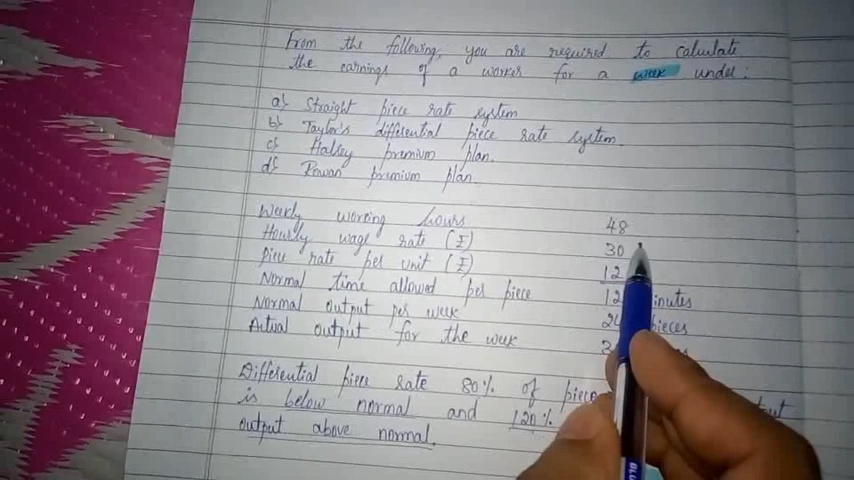 From the following, you are required to calculate
the earnings of a worker for a week under:
a) Straight piece rate system
b) Taylor's differential piece rate system.
c) Halsey premium plan.
d) Rowan premium plan.
Weekly working hours 48
Hourly wage rate (₹) 30
Piece rate per unit (₹) 12
Normal time allowed per piece 12 minutes
Normal output per week pieces
Actual output for the week
Differential piece rate 80% of piece
is below normal and 120%
output above normal.